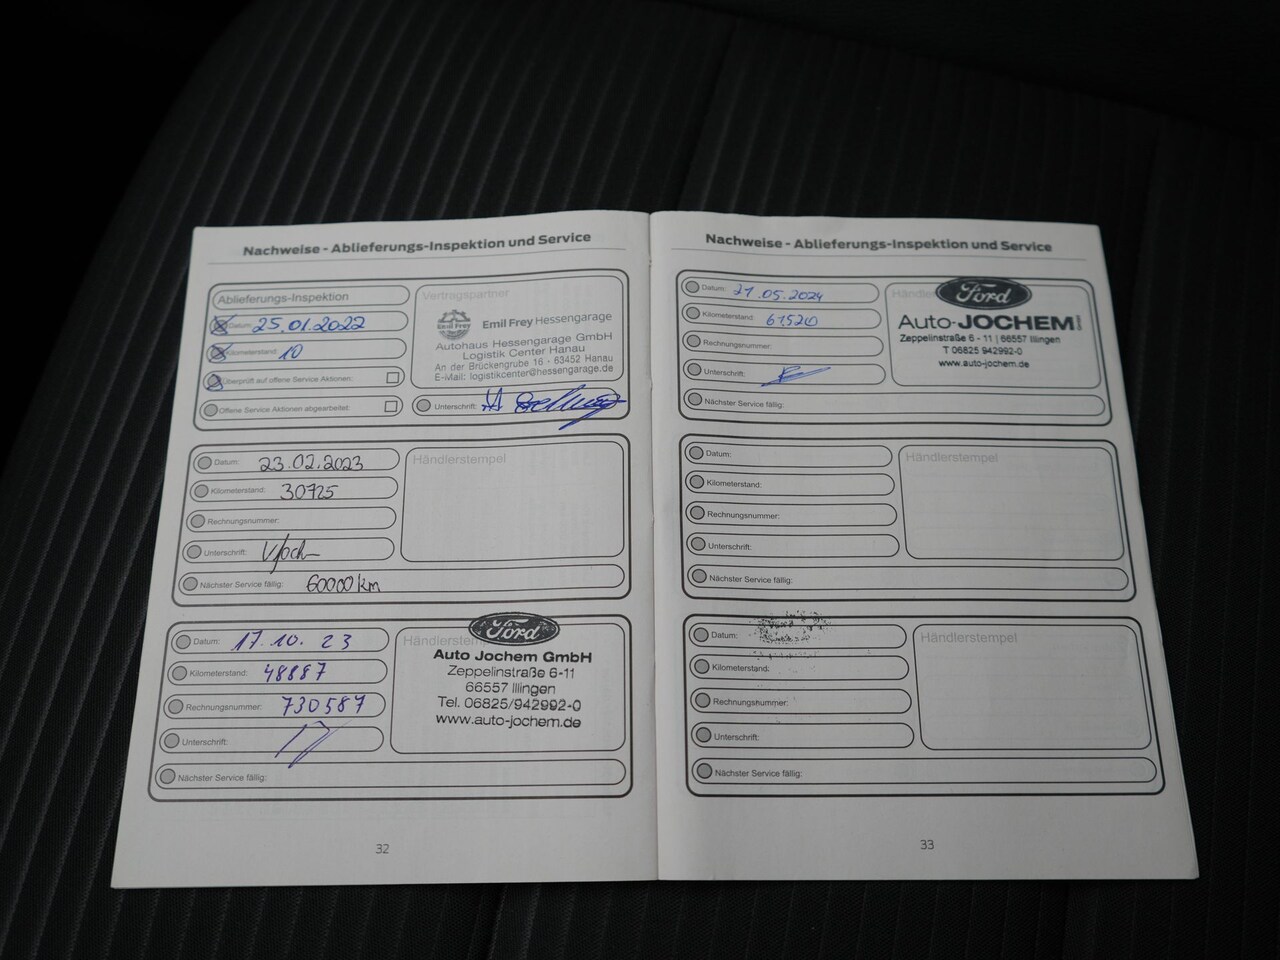 Nachweise - Ablieferungs-Inspektion und Service
Ablieferungs-Inspektion
Datum: 25.01.2022
Kilometerstand: 10
Überprüft auf offene Service Aktionen:
Offene Service Aktionen abgearbeitet:
Vertragspartner
Emil Frey
Emil Frey Hessengarage
Autohaus Hessengarage GmbH
Logistik Center Hanau
An der Brückengrube 16 - 63452 Hanau
E-Mail: logistikcenter@hessengarage.de
Unterschrift:
Datum: 23.02.2023
Kilometerstand: 30725
Rechnungsnummer:
Unterschrift:
Nächster Service fällig: 60000 km
Händlerstempel
Datum: 17.10.23
Kilometerstand: 48887
Rechnungsnummer: 730587
Unterschrift:
Nächster Service fällig:
Händlerstem
Ford
Auto Jochem GmbH
Zeppelinstraße 6-11
66557 Illingen
Tel. 06825/942992-0
www.auto-jochem.de
32
Nachweise - Ablieferungs-Inspektion und Service
Datum: 21.05.2024
Kilometerstand: 61520
Rechnungsnummer:
Unterschrift:
Nächster Service fällig:
Händle
Ford
Auto-JOCHEM
Zeppelinstraße 6 - 11 | 66557 Illingen
T 06825 942992-0
www.auto-jochem.de
Datum:
Kilometerstand:
Rechnungsnummer:
Unterschrift:
Nächster Service fällig:
Händlerstempel
Datum:
Kilometerstand:
Rechnungsnummer:
Unterschrift:
Nächster Service fällig:
Händlerstempel
33